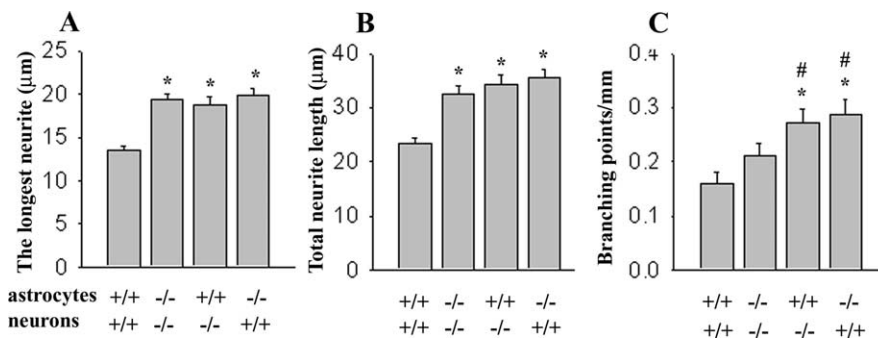 A
The longest neurite (μm)
25
20
15
10
5
0
* * *
astrocytes +/+ -/- +/+ -/-
neurons +/+ -/- -/- +/+
B
Total neurite length (μm)
40
30
20
10
0
* * *
+/+ -/- +/+ -/-
+/+ -/- -/- +/+
C
Branching points/mm
0.4
0.3
0.2
0.1
0.0
# #
* *
+/+ -/- +/+ -/-
+/+ -/- -/- +/+